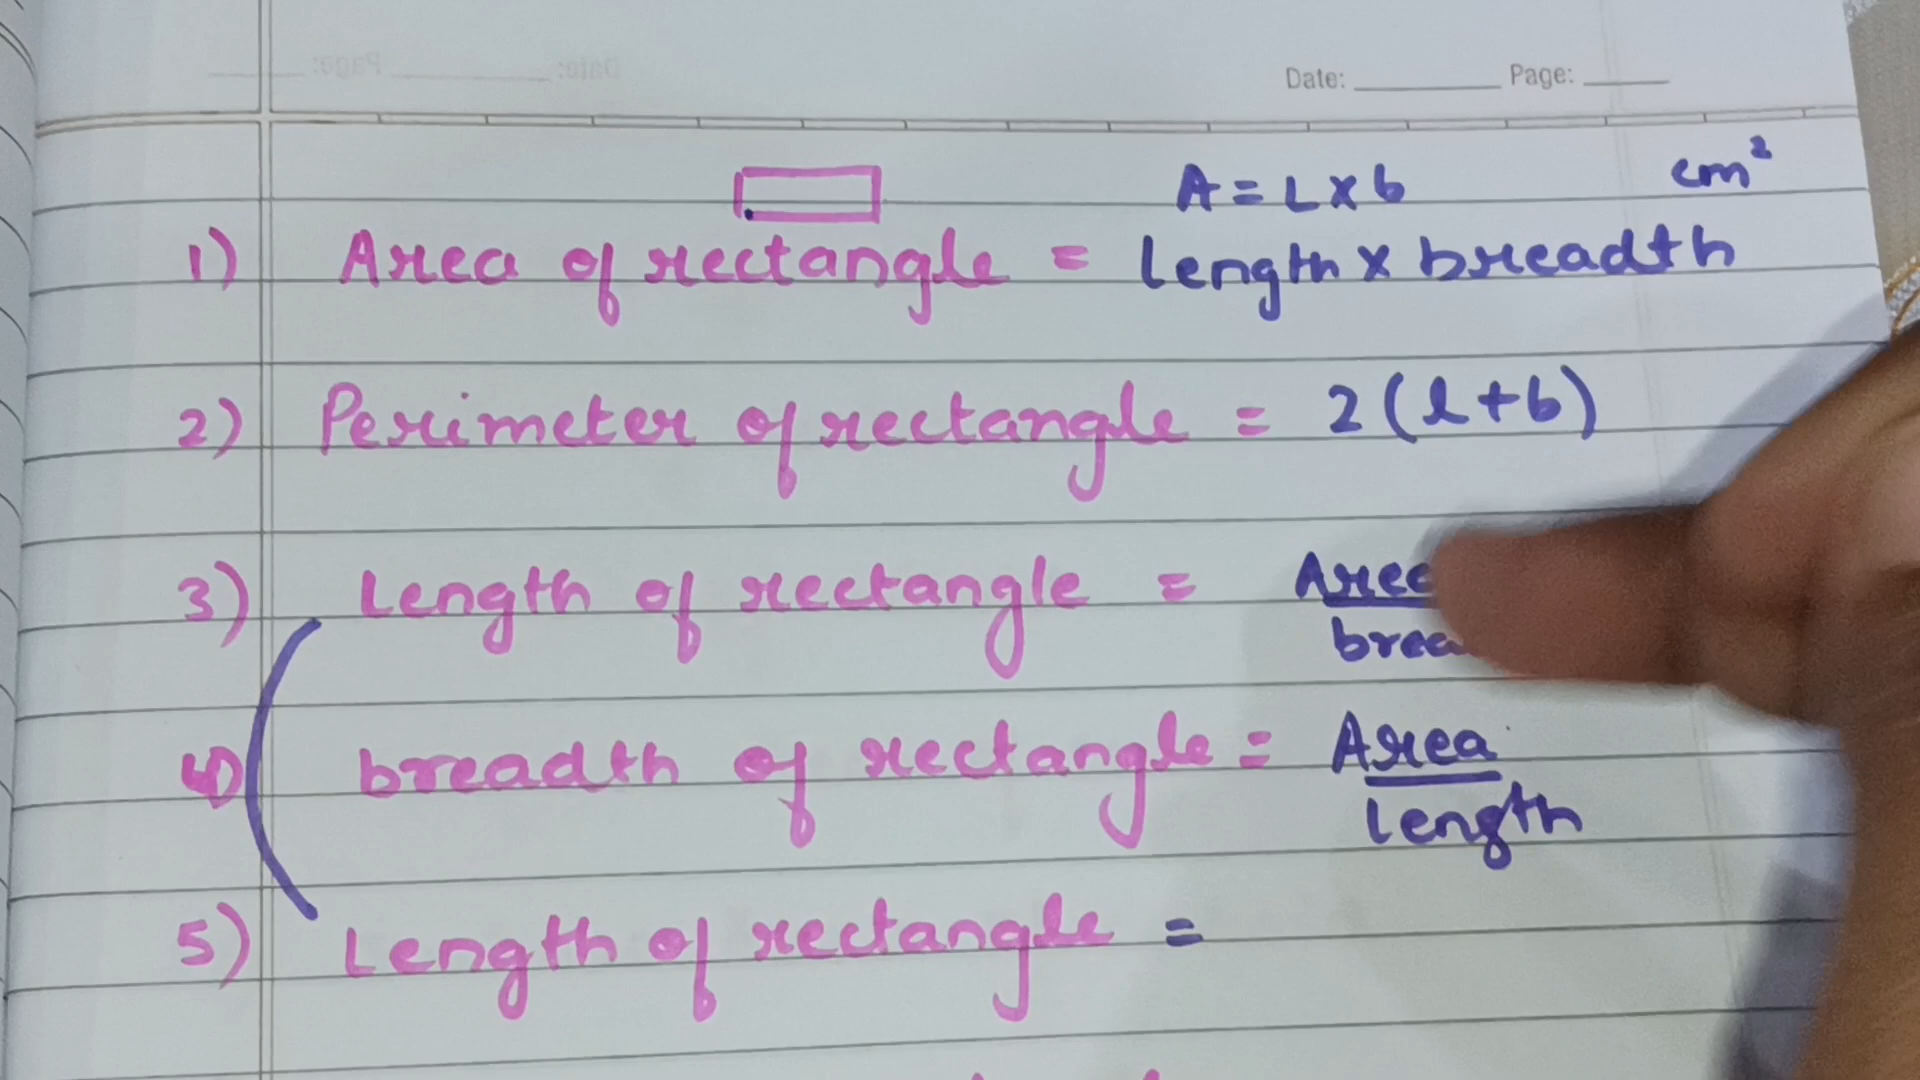 Date: Page:
A = L x b cm²
1) Area of rectangle = length x breadth
2) Perimeter of rectangle = 2(l+b)
3) Length of rectangle =
4) breadth of rectangle = Area
length
5) Length of rectangle =